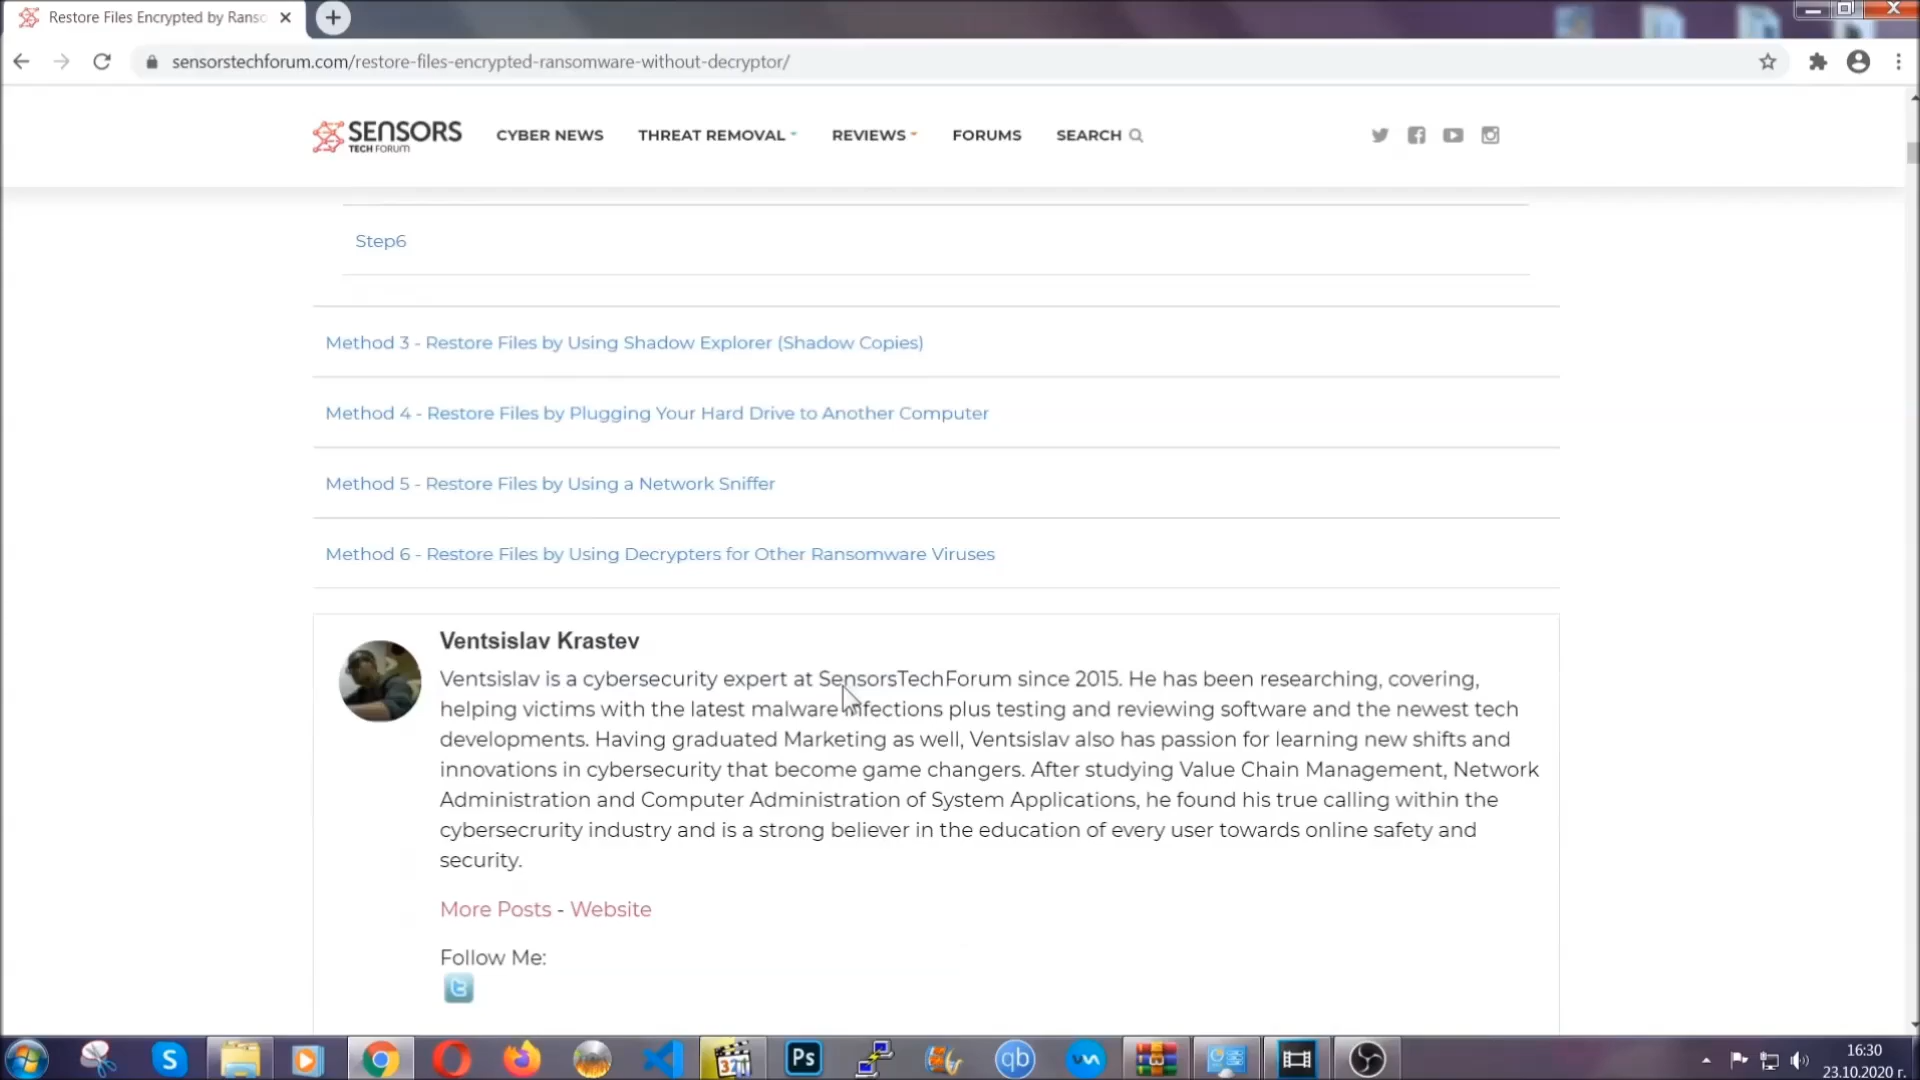 Restore Files Encrypted by Ranso
sensorstechforum.com/restore-files-encrypted-ransomware-without-decryptor/
SENSORS
TECH FORUM
CYBER NEWS
THREAT REMOVAL
REVIEWS
FORUMS
SEARCH
Step6
Method 3 - Restore Files by Using Shadow Explorer (Shadow Copies)
Method 4 - Restore Files by Plugging Your Hard Drive to Another Computer
Method 5 - Restore Files by Using a Network Sniffer
Method 6 - Restore Files by Using Decrypters for Other Ransomware Viruses
Ventsislav Krastev
Ventsislav is a cybersecurity expert at SensorsTechForum since 2015. He has been researching, covering,
helping victims with the latest malware infections plus testing and reviewing software and the newest tech
developments. Having graduated Marketing as well, Ventsislav also has passion for learning new shifts and
innovations in cybersecurity that become game changers. After studying Value Chain Management, Network
Administration and Computer Administration of System Applications, he found his true calling within the
cybersecrurity industry and is a strong believer in the education of every user towards online safety and
security.
More Posts - Website
Follow Me:
S
321
Ps
qb
16:30
23.10.2020 г.